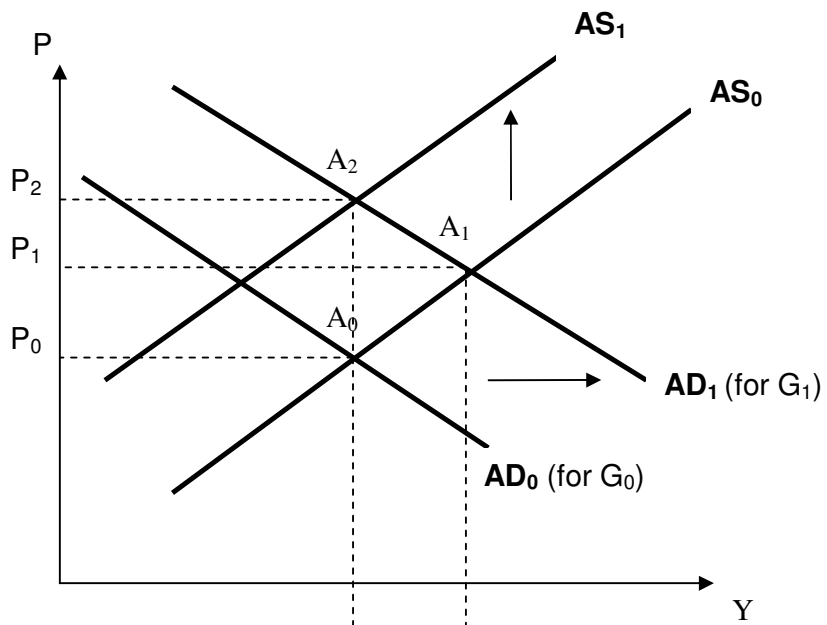 AS₁
P
AS₀
A₂
P₂
A₁
P₁
A₀
P₀
AD₁ (for G₁)
AD₀ (for G₀)
Y